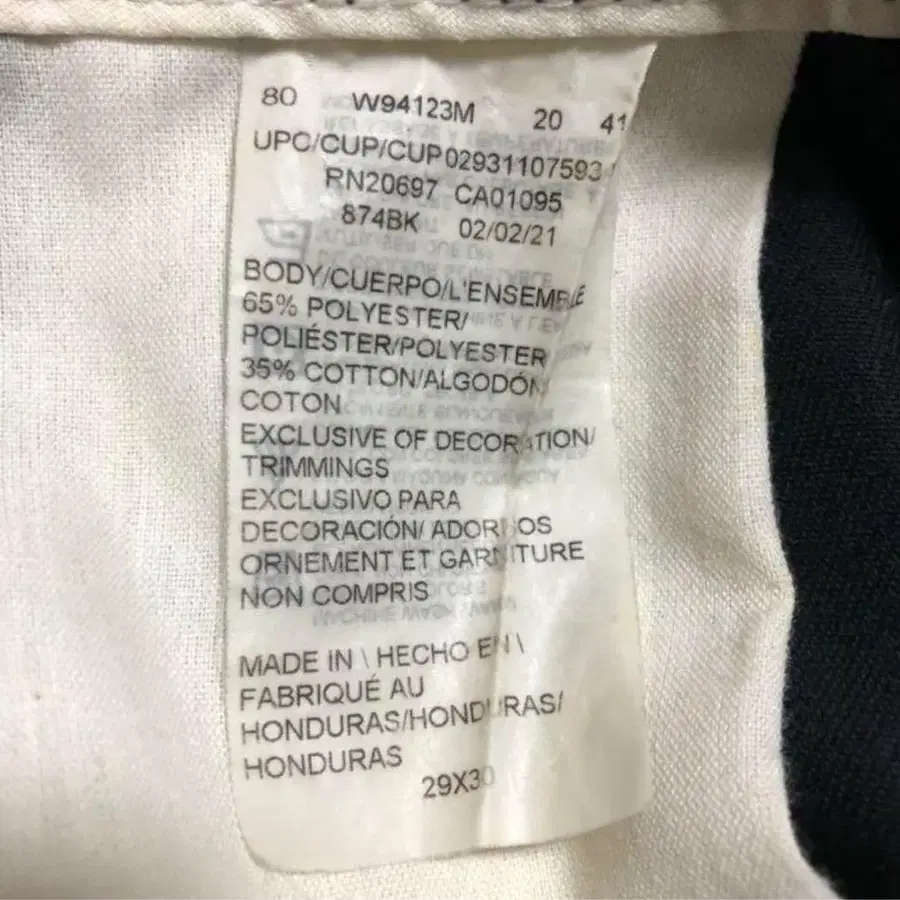 80 W94123M 20 41
UPC/CUP/CUP 02931107593
RN20697 CA01095
874BK 02/02/21
BODY/CUERPO/L'ENSEMBLE
65% POLYESTER/
POLIÉSTER/POLYESTER
35% COTTON/ALGODÓN/
COTON
EXCLUSIVE OF DECORATION/
TRIMMINGS
EXCLUSIVO PARA
DECORACIÓN/ ADORNOS
ORNEMENT ET GARNITURE
NON COMPRIS
MADE IN \ HECHO EN \
FABRIQUÉ AU
HONDURAS/HONDURAS/
HONDURAS
29X30